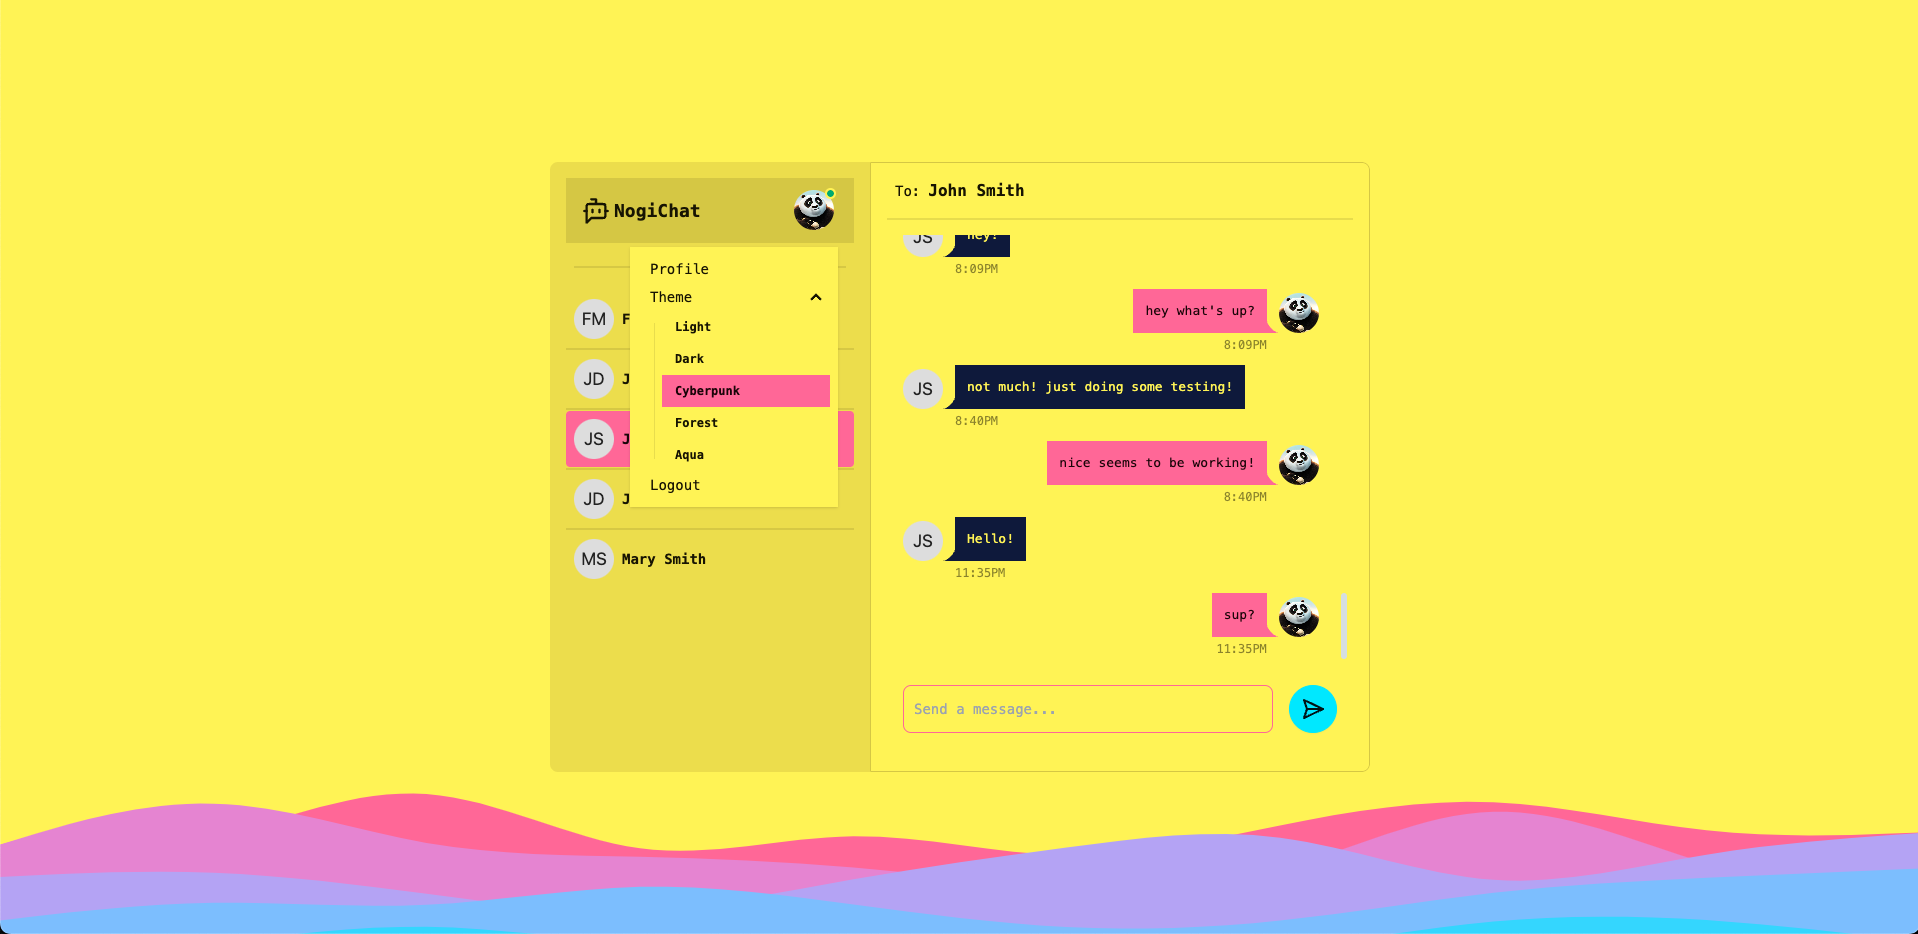 NogiChat
Profile
Theme
Light
Dark
Cyberpunk
Forest
Aqua
Logout
FM F
JD J
JS J
JD J
MS Mary Smith
To: John Smith
JS hey!
8:09PM
hey what's up?
8:09PM
JS not much! just doing some testing!
8:40PM
nice seems to be working!
8:40PM
JS Hello!
11:35PM
sup?
11:35PM
Send a message...